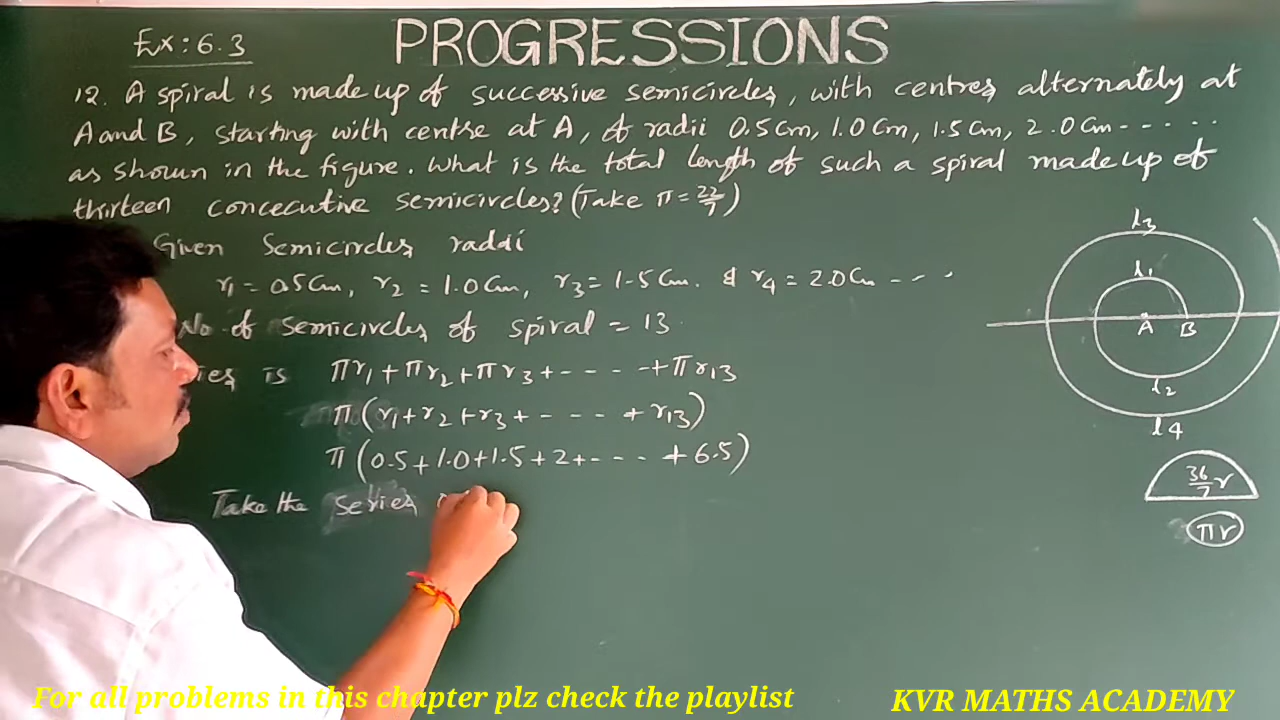 Ex: 6.3
PROGRESSIONS
12. A spiral is made up of successive semicircles, with centres alternately at
A and B, starting with centre at A, of radii 0.5 Cm, 1.0 Cm, 1.5 Cm, 2.0 Cm - - - - -
as shown in the figure. What is the total length of such a spiral made up of
thirteen concecutive semicircles? (Take π = 22/7)
Given Semicircles raddi
r1 = 0.5 Cm, r2 = 1.0 Cm, r3 = 1.5 Cm. & r4 = 2.0 Cm - - -
No of semicircles of spiral = 13.
is πr1 + πr2 + πr3 + - - - - + πr13
π(r1 + r2 + r3 + - - - + r13)
π(0.5 + 1.0 + 1.5 + 2 + - - - + 6.5)
Take the series
l3
l1
A B
l2
l4
36/7 r
πr
For all problems in this chapter plz check the playlist
KVR MATHS ACADEMY